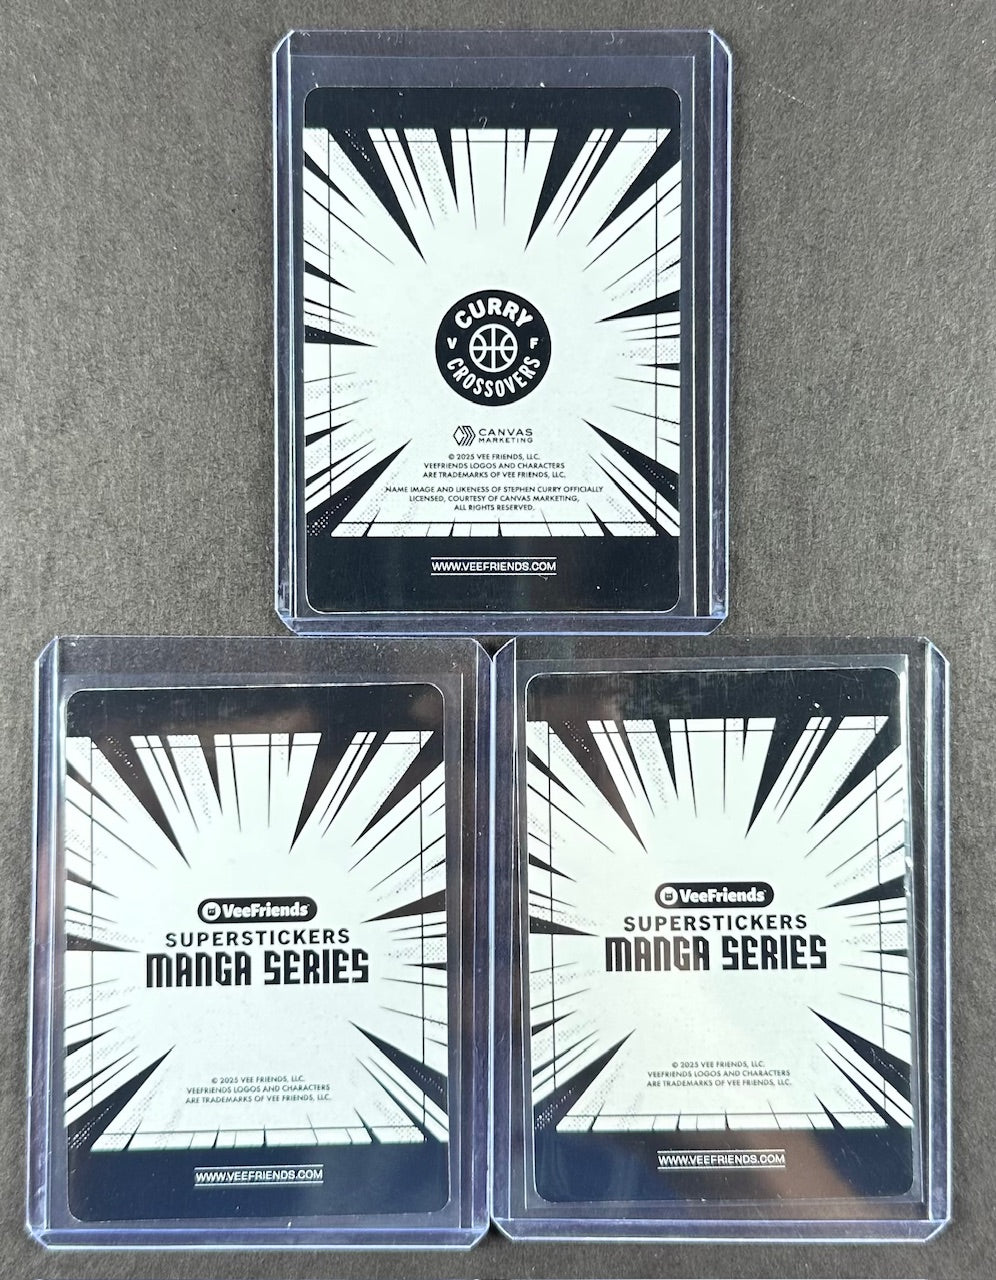 CURRY
V F
CROSSOVERS
CANVAS
MARKETING
© 2025 VEE FRIENDS, LLC.
VEEFRIENDS LOGOS AND CHARACTERS
ARE TRADEMARKS OF VEE FRIENDS, LLC.
NAME IMAGE AND LIKENESS OF STEPHEN CURRY OFFICIALLY
LICENSED, COURTESY OF CANVAS MARKETING,
ALL RIGHTS RESERVED.
WWW.VEEFRIENDS.COM
VeeFriends
SUPERSTICKERS
MANGA SERIES
© 2025 VEE FRIENDS, LLC.
VEEFRIENDS LOGOS AND CHARACTERS
ARE TRADEMARKS OF VEE FRIENDS, LLC.
WWW.VEEFRIENDS.COM
VeeFriends
SUPERSTICKERS
MANGA SERIES
© 2025 VEE FRIENDS, LLC.
VEEFRIENDS LOGOS AND CHARACTERS
ARE TRADEMARKS OF VEE FRIENDS, LLC.
WWW.VEEFRIENDS.COM